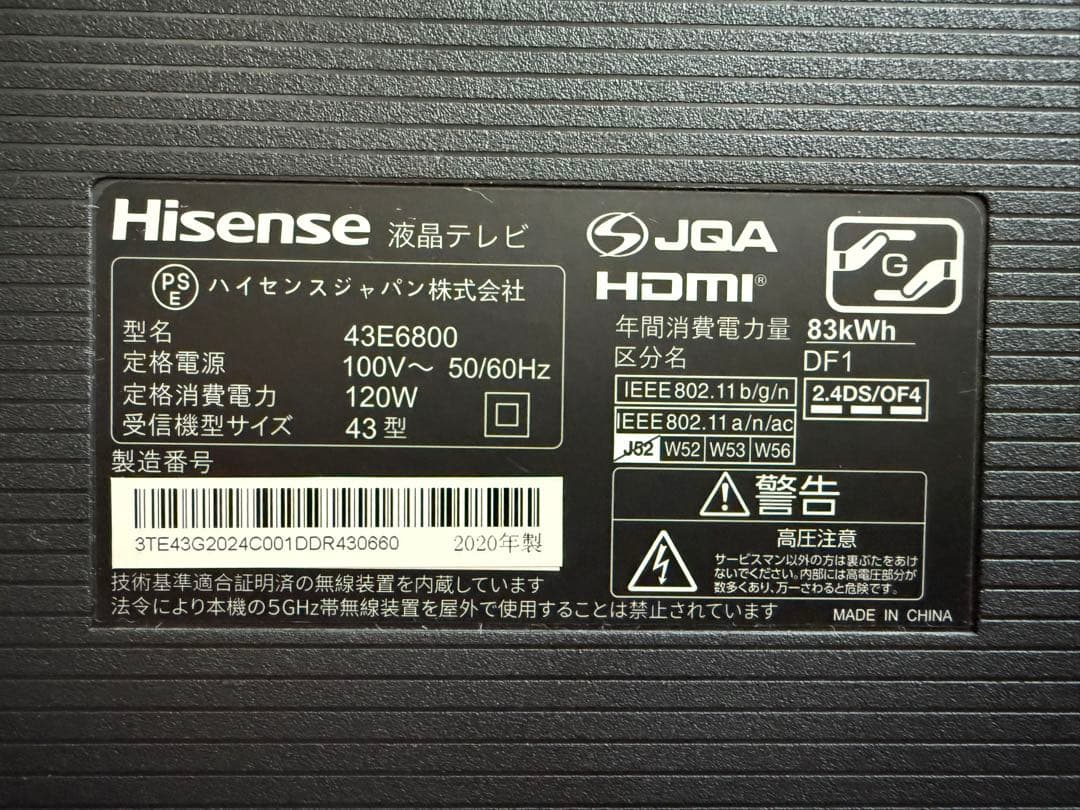 Hisense 液晶テレビ
PS
E
ハイセンスジャパン株式会社
型名 43E6800
定格電源 100V〜 50/60Hz
定格消費電力 120W
受信機型サイズ 43型
製造番号
3TE43G2024C001DDR430660 2020年製
技術基準適合証明済の無線装置を内蔵しています
法令により本機の5GHz帯無線装置を屋外で使用することは禁止されています
JQA
HDMI®
G
年間消費電力量 83kWh
区分名 DF1
IEEE802.11b/g/n 2.4DS/OF4
IEEE802.11a/n/ac
J52 W52 W53 W56
警告
高圧注意
サービスマン以外の方は裏ぶたをあけ
ないでください。内部には高電圧部分が
数多くあり、万一さわると危険です。
MADE IN CHINA